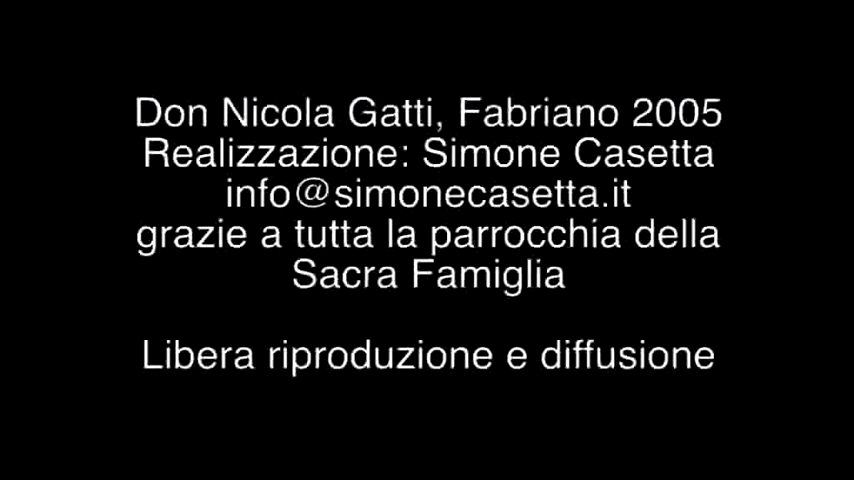 Don Nicola Gatti, Fabriano 2005
Realizzazione: Simone Casetta
info@simonecasetta.it
grazie a tutta la parrocchia della
Sacra Famiglia
Libera riproduzione e diffusione